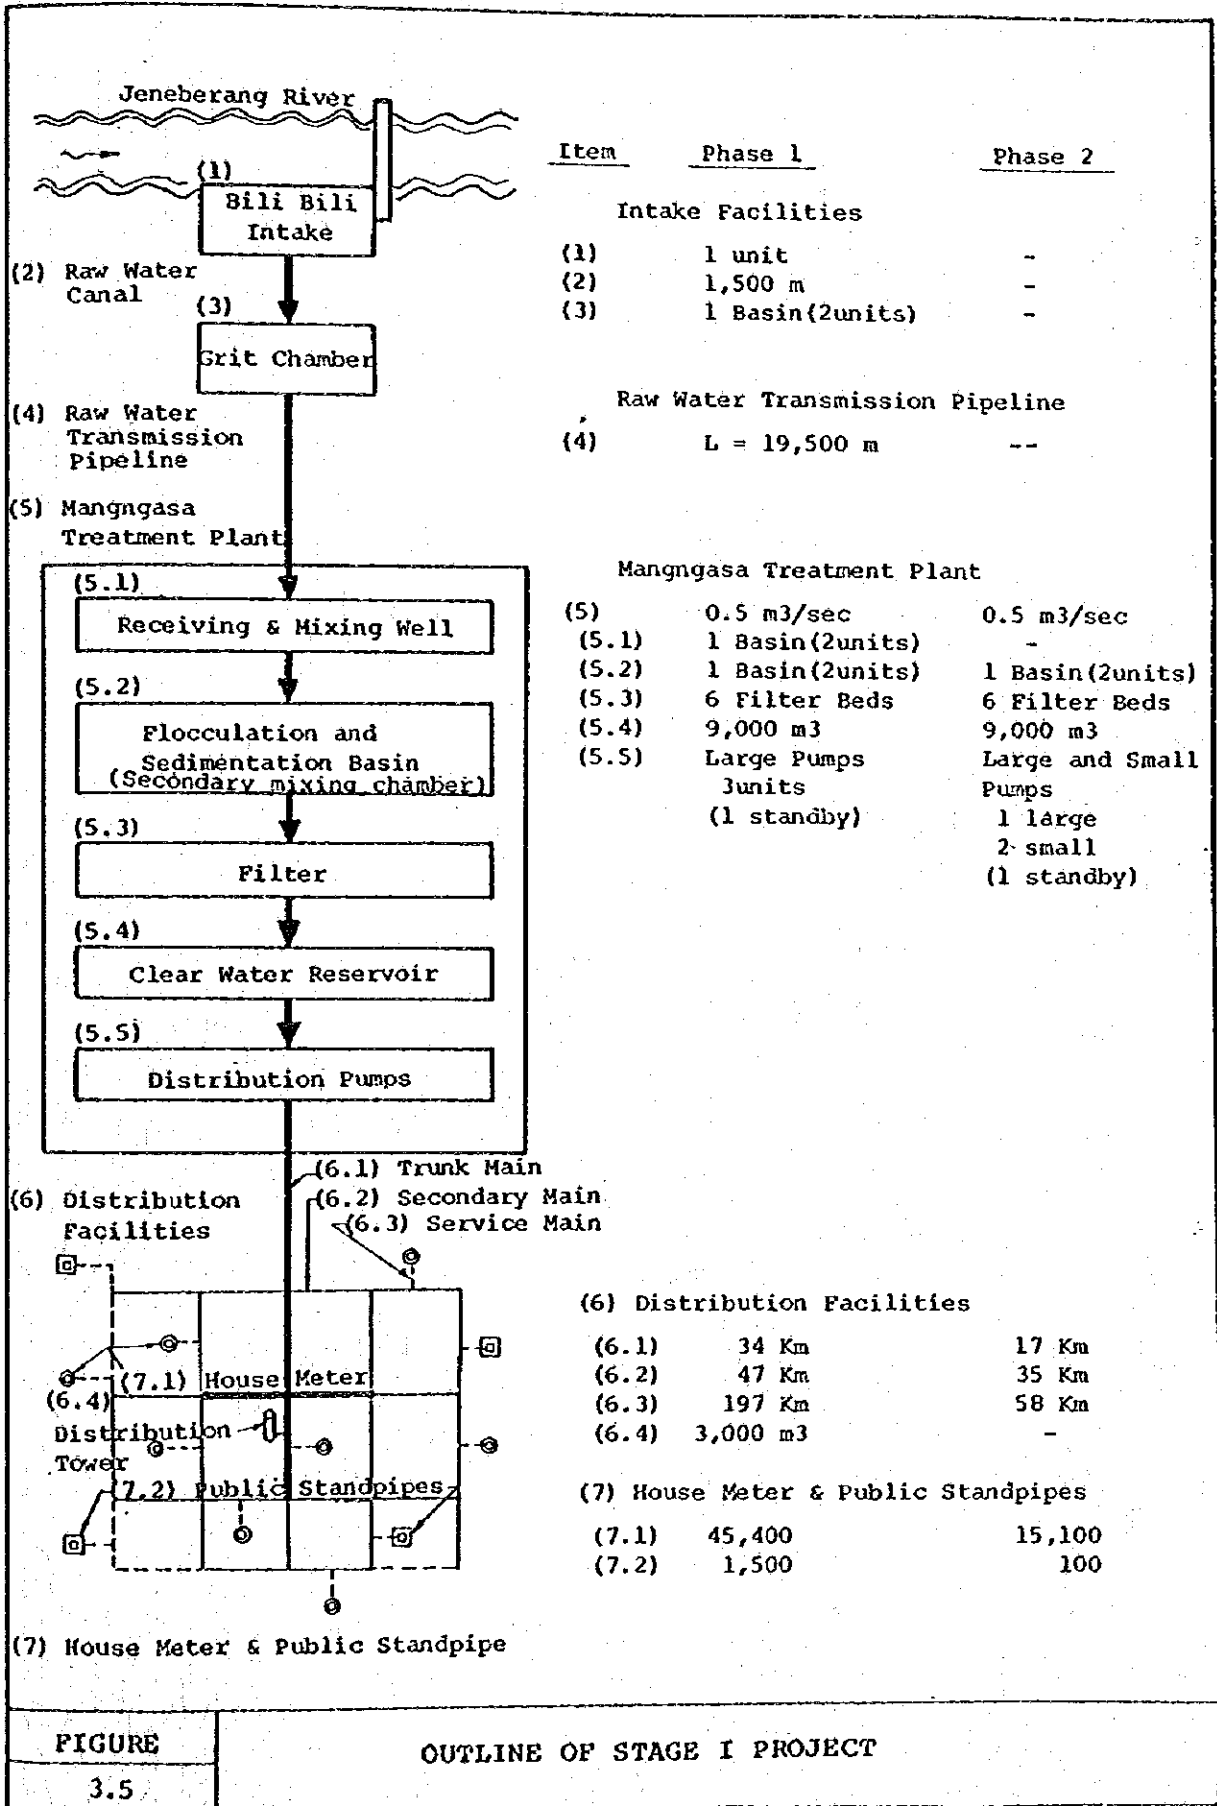 Jeneberang River
(1)
Bili Bili
Intake
(2) Raw Water
Canal
(3)
Grit Chamber
(4) Raw Water
Transmission
Pipeline
(5) Mangngasa
Treatment Plant
(5.1)
Receiving & Mixing Well
(5.2)
Flocculation and
Sedimentation Basin
(Secondary mixing chamber)
(5.3)
Filter
(5.4)
Clear Water Reservoir
(5.5)
Distribution Pumps
(6.1) Trunk Main
(6) Distribution
Facilities
(6.2) Secondary Main
(6.3) Service Main
(7.1) House Meter
(6.4)
Distribution
Tower
(7.2) Public Standpipes
(7) House Meter & Public Standpipe
Item Phase 1 Phase 2
Intake Facilities
(1) 1 unit -
(2) 1,500 m -
(3) 1 Basin(2units) -
Raw Water Transmission Pipeline
(4) L = 19,500 m --
Mangngasa Treatment Plant
(5) 0.5 m3/sec 0.5 m3/sec
(5.1) 1 Basin(2units) -
(5.2) 1 Basin(2units) 1 Basin(2units)
(5.3) 6 Filter Beds 6 Filter Beds
(5.4) 9,000 m3 9,000 m3
(5.5) Large Pumps Large and Small
3units Pumps
(1 standby) 1 large
2 small
(1 standby)
(6) Distribution Facilities
(6.1) 34 Km 17 Km
(6.2) 47 Km 35 Km
(6.3) 197 Km 58 Km
(6.4) 3,000 m3 -
(7) House Meter & Public Standpipes
(7.1) 45,400 15,100
(7.2) 1,500 100
FIGURE
3.5
OUTLINE OF STAGE I PROJECT